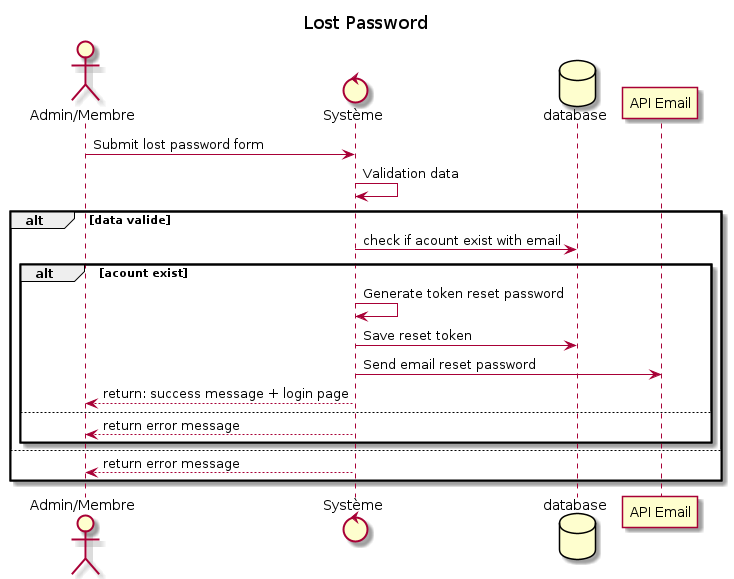 Lost Password
Admin/Membre
Système
database
API Email
Submit lost password form
Validation data
alt [data valide]
check if acount exist with email
alt [acount exist]
Generate token reset password
Save reset token
Send email reset password
return: success message + login page
return error message
return error message
Admin/Membre
Système
database
API Email